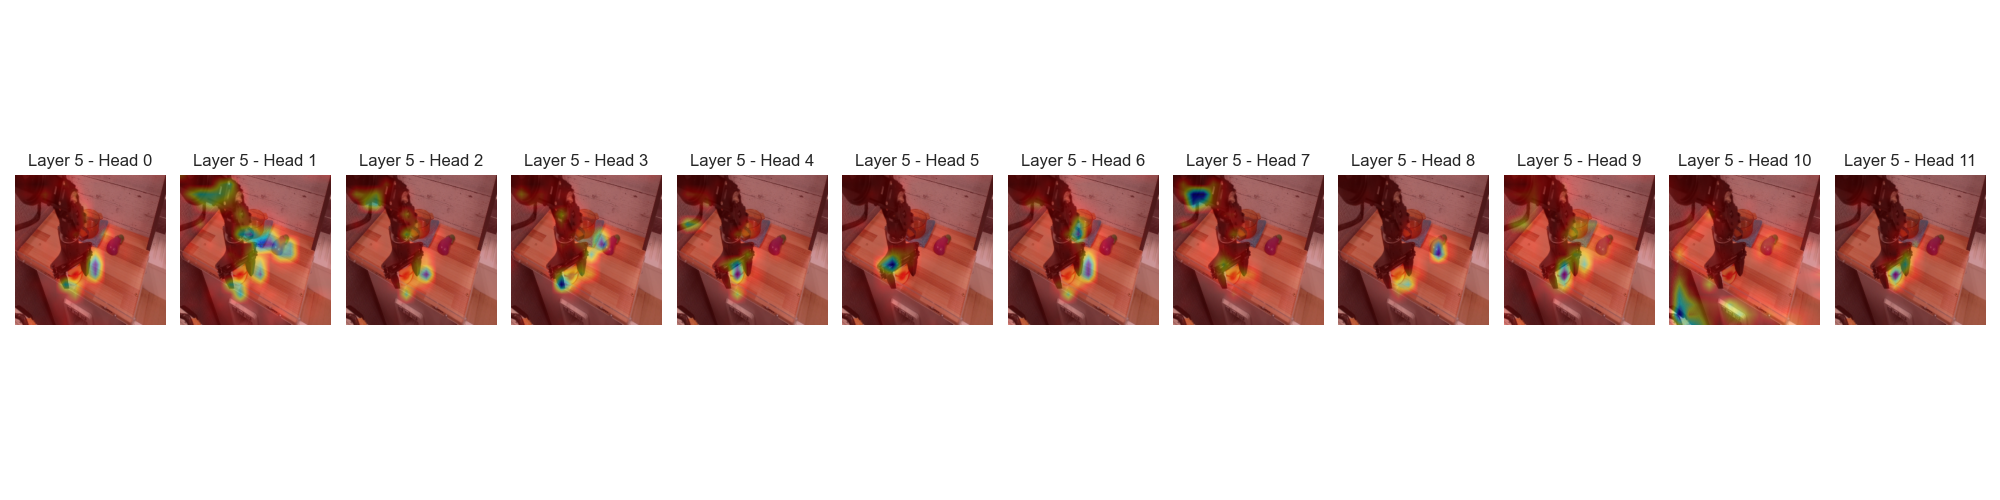 Layer 5 - Head 0
Layer 5 - Head 1
Layer 5 - Head 2
Layer 5 - Head 3
Layer 5 - Head 4
Layer 5 - Head 5
Layer 5 - Head 6
Layer 5 - Head 7
Layer 5 - Head 8
Layer 5 - Head 9
Layer 5 - Head 10
Layer 5 - Head 11